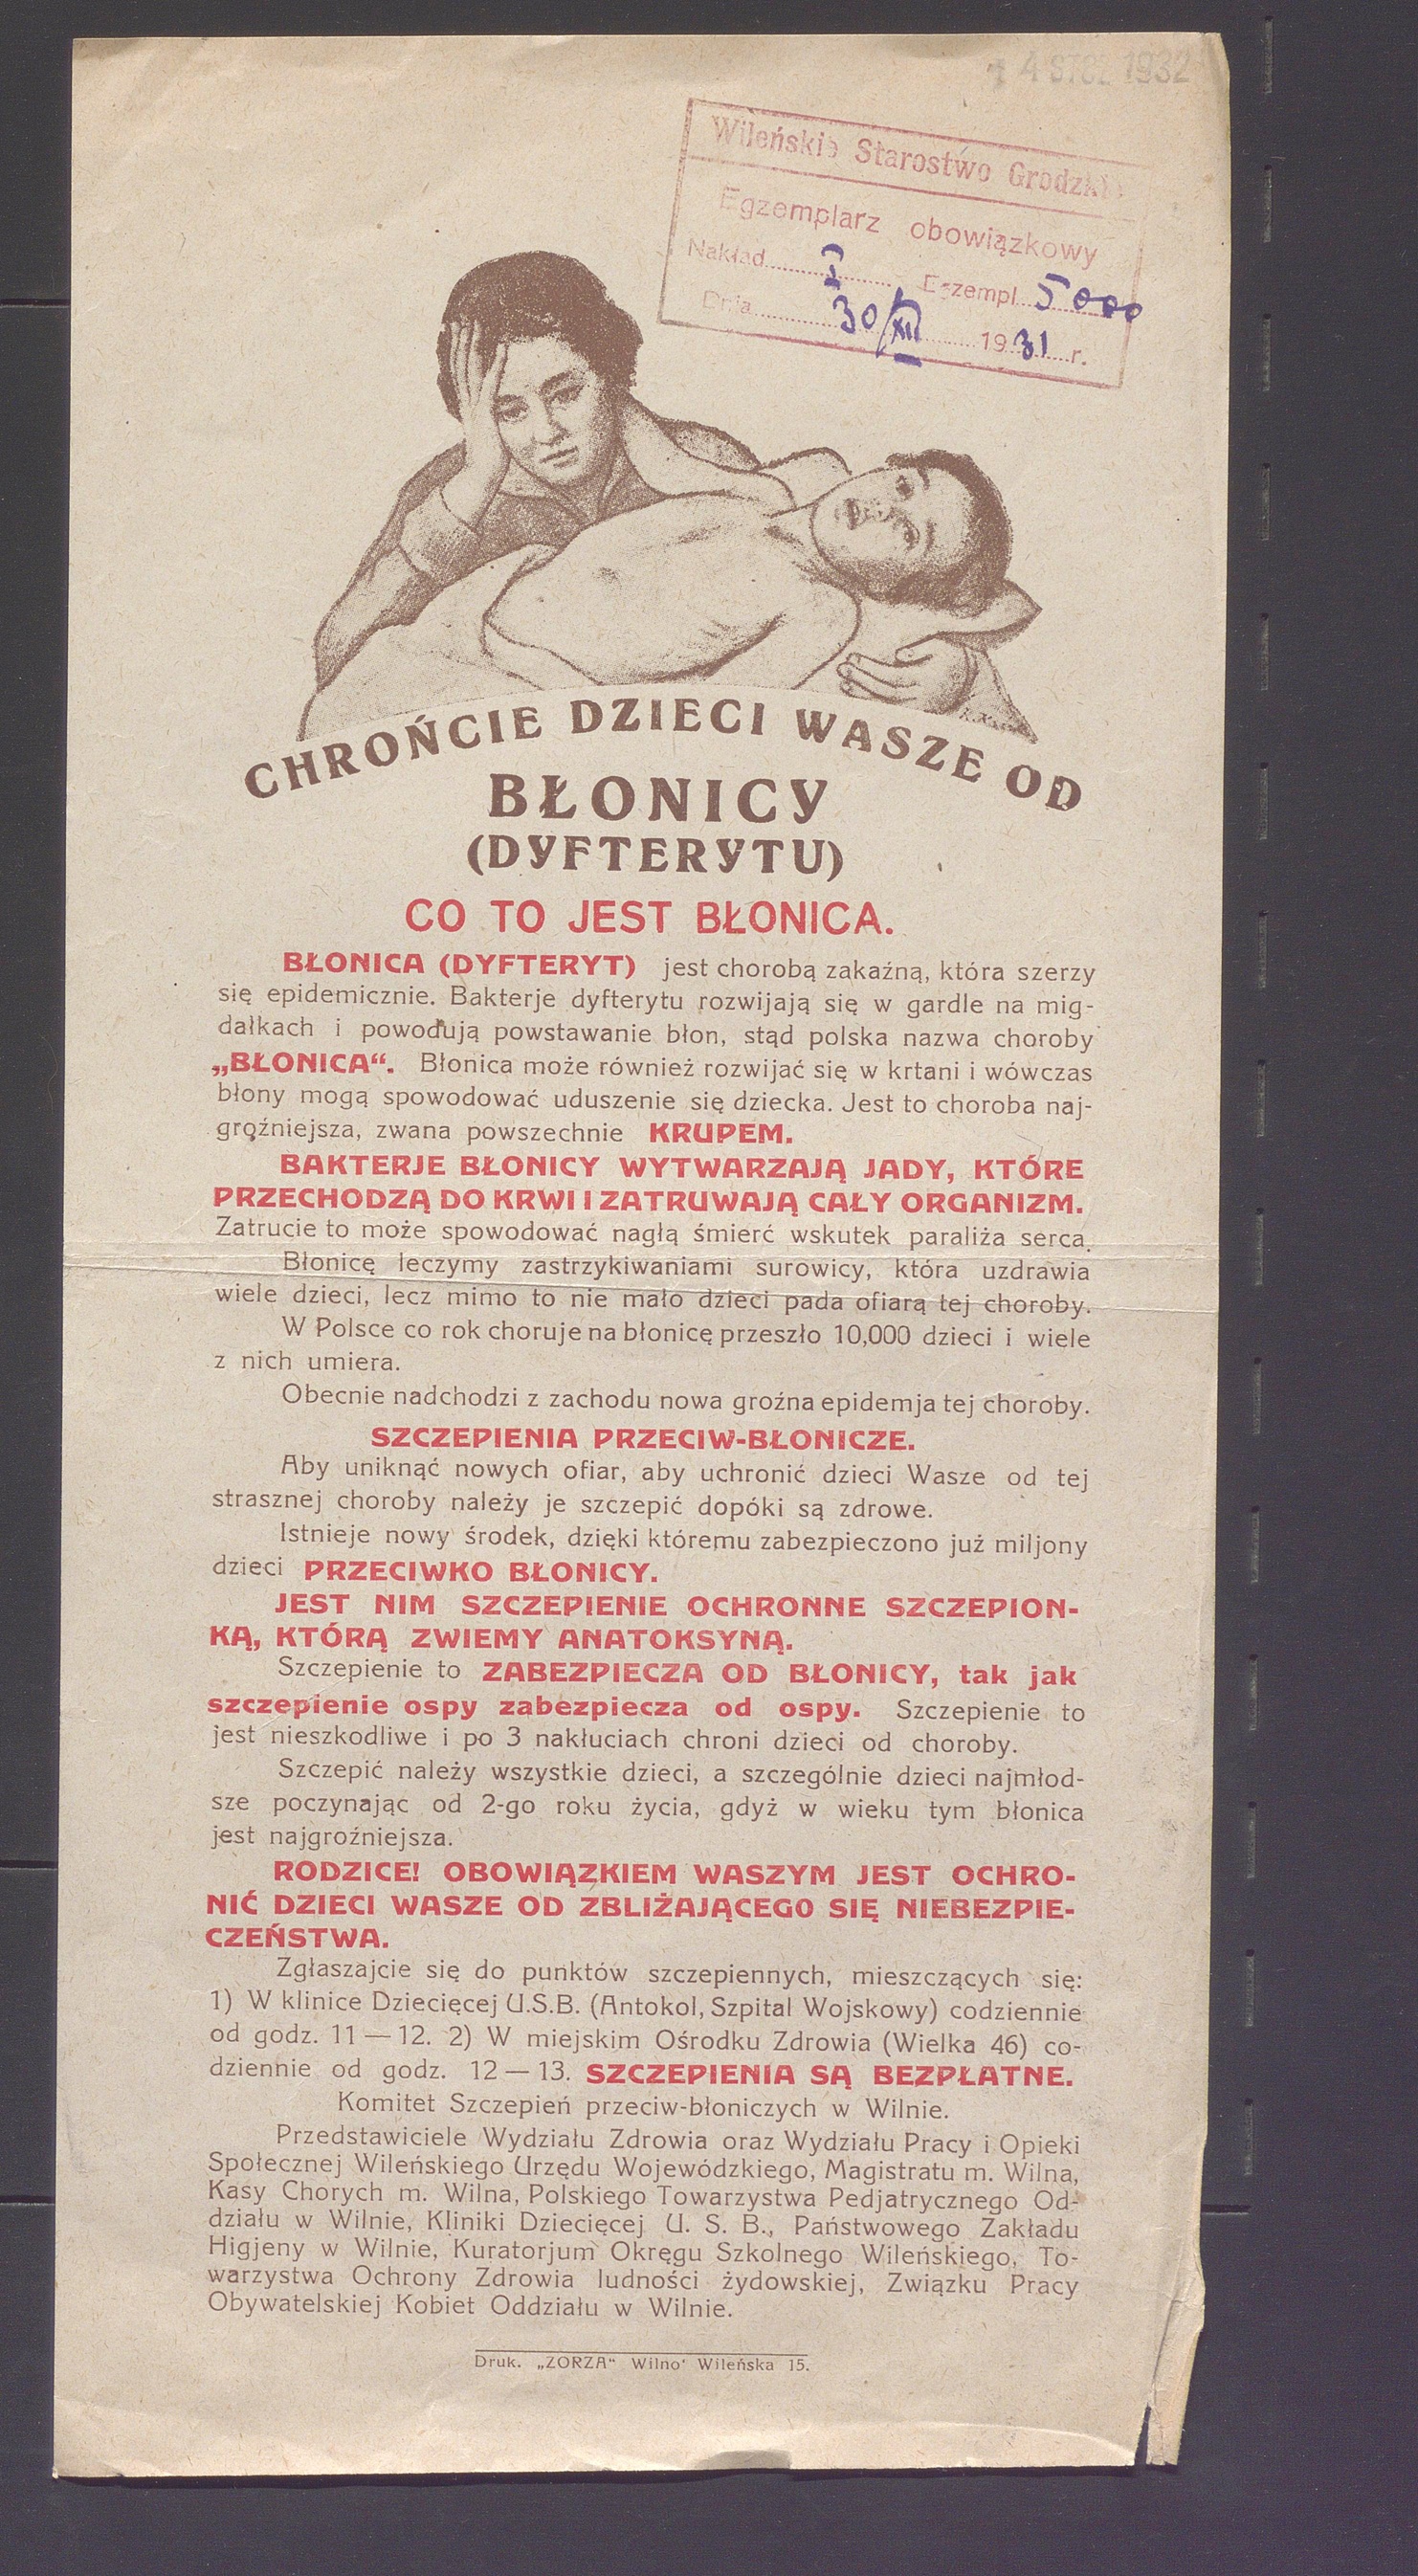 4 STCZ 1932
Wileńskie Starostwo Grodzkie
Egzemplarz obowiązkowy
Nakład I Egzempl. 5000
Dnia 30/XII 1931 r.
CHROŃCIE DZIECI WASZE OD
BŁONICY
(DYFTERYTU)
CO TO JEST BŁONICA.
BŁONICA (DYFTERYT) jest chorobą zakaźną, która szerzy
się epidemicznie. Bakterje dyfterytu rozwijają się w gardle na mig-
dałkach i powodują powstawanie błon, stąd polska nazwa choroby
„BŁONICA“. Błonica może również rozwijać się w krtani i wówczas
błony mogą spowodować uduszenie się dziecka. Jest to choroba naj-
groźniejsza, zwana powszechnie KRUPEM.
BAKTERJE BŁONICY WYTWARZAJĄ JADY, KTÓRE
PRZECHODZĄ DO KRWI I ZATRUWAJĄ CAŁY ORGANIZM.
Zatrucie to może spowodować nagłą śmierć wskutek paraliża serca.
Błonicę leczymy zastrzykiwaniami surowicy, która uzdrawia
wiele dzieci, lecz mimo to nie mało dzieci pada ofiarą tej choroby.
W Polsce co rok choruje na błonicę przeszło 10,000 dzieci i wiele
z nich umiera.
Obecnie nadchodzi z zachodu nowa groźna epidemja tej choroby.
SZCZEPIENIA PRZECIW-BŁONICZE.
Aby uniknąć nowych ofiar, aby uchronić dzieci Wasze od tej
strasznej choroby należy je szczepić dopóki są zdrowe.
Istnieje nowy środek, dzięki któremu zabezpieczono już miljony
dzieci PRZECIWKO BŁONICY.
JEST NIM SZCZEPIENIE OCHRONNE SZCZEPION-
KĄ, KTÓRĄ ZWIEMY ANATOKSYNĄ.
Szczepienie to ZABEZPIECZA OD BŁONICY, tak jak
szczepienie ospy zabezpiecza od ospy. Szczepienie to
jest nieszkodliwe i po 3 nakłuciach chroni dzieci od choroby.
Szczepić należy wszystkie dzieci, a szczególnie dzieci najmłod-
sze poczynając od 2-go roku życia, gdyż w wieku tym błonica
jest najgroźniejsza.
RODZICE! OBOWIĄZKIEM WASZYM JEST OCHRO-
NIĆ DZIECI WASZE OD ZBLIŻAJĄCEGO SIĘ NIEBEZPIE-
CZEŃSTWA.
Zgłaszajcie się do punktów szczepiennych, mieszczących się:
1) W klinice Dziecięcej U.S.B. (Antokol, Szpital Wojskowy) codziennie
od godz. 11 — 12. 2) W miejskim Ośrodku Zdrowia (Wielka 46) co-
dziennie od godz. 12 — 13. SZCZEPIENIA SĄ BEZPŁATNE.
Komitet Szczepień przeciw-błoniczych w Wilnie.
Przedstawiciele Wydziału Zdrowia oraz Wydziału Pracy i Opieki
Społecznej Wileńskiego Urzędu Wojewódzkiego, Magistratu m. Wilna,
Kasy Chorych m. Wilna, Polskiego Towarzystwa Pedjatrycznego Od-
działu w Wilnie, Kliniki Dziecięcej U. S. B., Państwowego Zakładu
Higjeny w Wilnie, Kuratorjum Okręgu Szkolnego Wileńskiego, To-
warzystwa Ochrony Zdrowia ludności żydowskiej, Związku Pracy
Obywatelskiej Kobiet Oddziału w Wilnie.
Druk. „ZORZA“ Wilno' Wileńska 15.